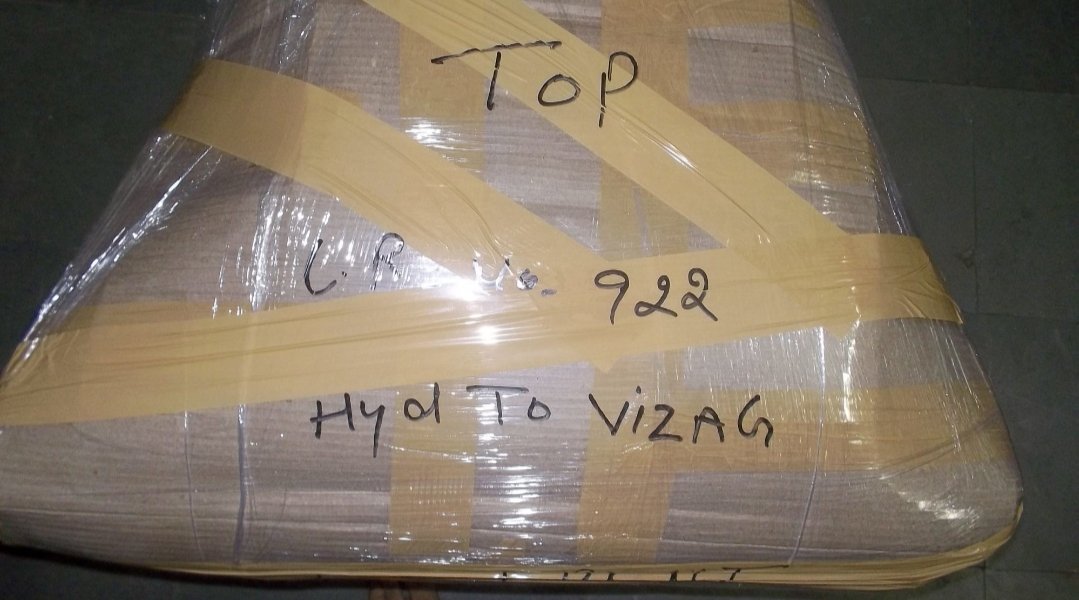 TOP
L.R No. 922
Hyd To VIZAG